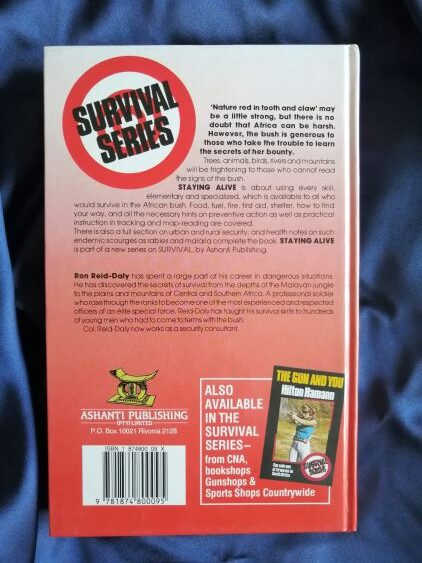 SURVIVAL
SERIES
'Nature red in tooth and claw' may
be a little strong, but there is no
doubt that Africa can be harsh.
However, the bush is generous to
those who take the trouble to learn
the secrets of her bounty.
Trees, animals, birds, rivers and mountains
will be frightening to those who cannot read
the signs of the bush.
STAYING ALIVE is about using every skill,
elementary and specialized, which is available to all who
would survive in the African bush. Food, fuel, fire, first aid, shelter, how to find
your way, and all the necessary hints on preventive action as well as practical
instruction in tracking and map-reading are covered.
There is also a full section on urban and rural security; and health notes on such
endemic scourges as rabies and malaria complete the book. STAYING ALIVE
is part of a new series on SURVIVAL, by Ashanti Publishing.
Ron Reid-Daly has spent a large part of his career in dangerous situations.
He has discovered the secrets of survival from the depths of the Malayan jungle
to the plains and mountains of Central and Southern Africa. A professional soldier
who rose through the ranks to become one of the most experienced and respected
officers of an elite special force, Reid-Daly has taught his survival skills to hundreds
of young men who had to come to terms with the bush.
Col. Reid-Daly now works as a security consultant.
ASHANTI PUBLISHING
(PTY) LIMITED
P.O. Box 10021 Rivonia 2128
ISBN 1 874800 09 X
9 781874 800095
ALSO
AVAILABLE
IN THE
SURVIVAL
SERIES–
from CNA,
bookshops
Gunshops &
Sports Shops Countrywide
THE GUN AND YOU
Hilton Hamann
SURVIVAL
SERIES